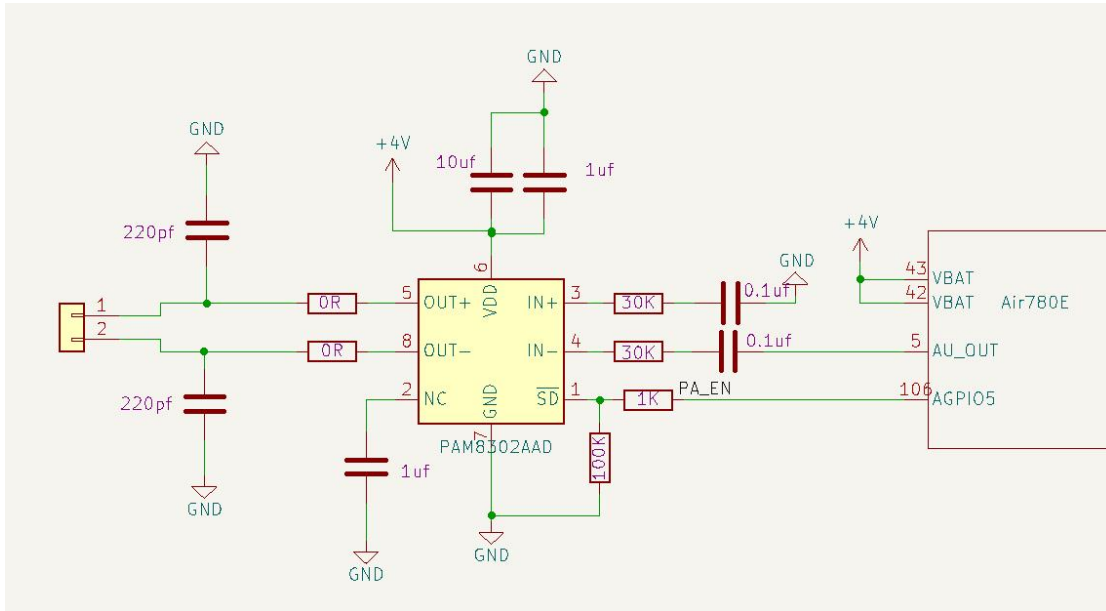 GND
GND
+4V
10uf
1uf
220pf
+4V
6
GND
43
VBAT
0.1uf
1
0R
5
OUT+
VDD
IN+
3
30K
42
VBAT
Air780E
2
0R
8
OUT-
IN-
4
30K
0.1uf
5
AU_OUT
220pf
2
NC
GND
SD
1
1K
PA_EN
106
AGPIO5
7
PAM8302AAD
1uf
100K
GND
GND
GND